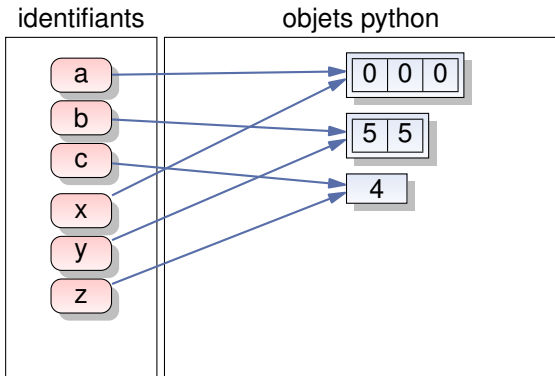 identifiants objets python
a 0 0 0
b 5 5
c 4
x
y
z